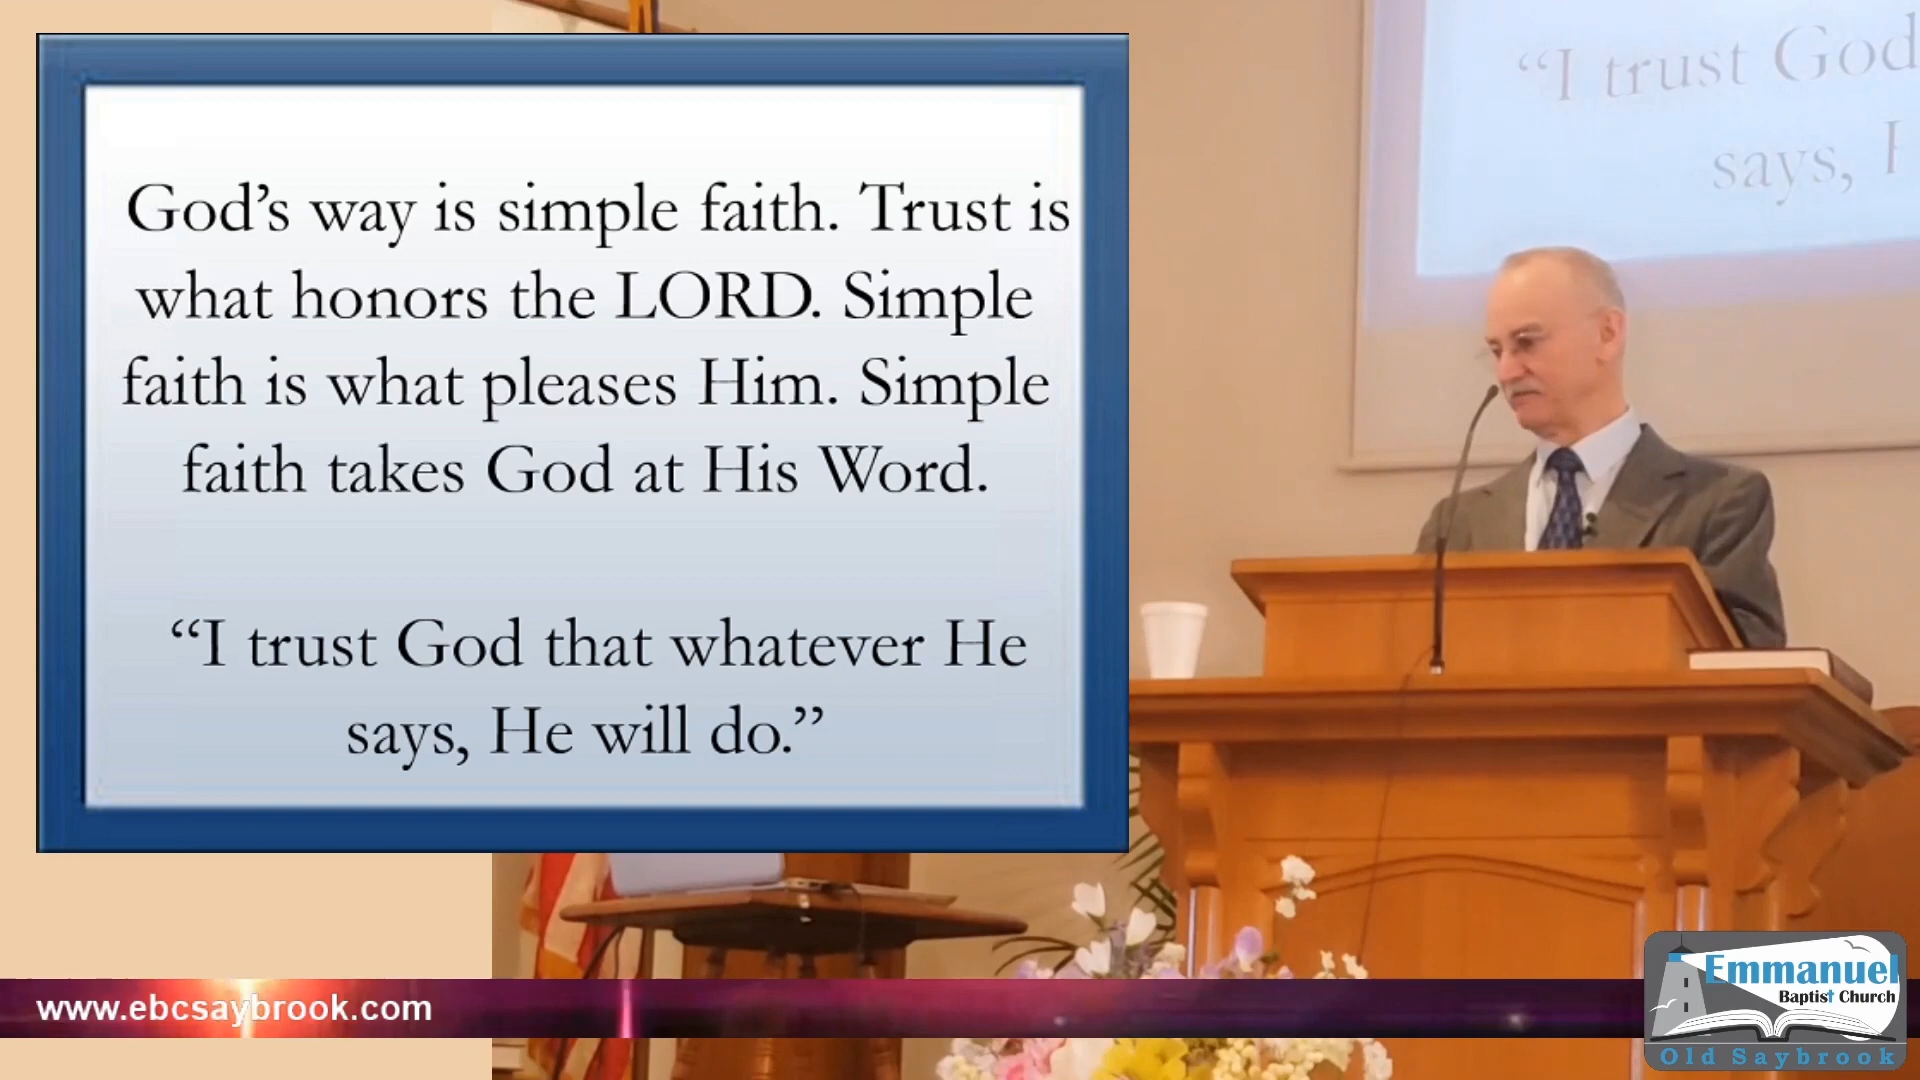 God’s way is simple faith. Trust is
what honors the LORD. Simple
faith is what pleases Him. Simple
faith takes God at His Word.
“I trust God that whatever He
says, He will do.”
“I trust God
says, H
www.ebcsaybrook.com
Emmanuel
Baptist Church
Old Saybrook